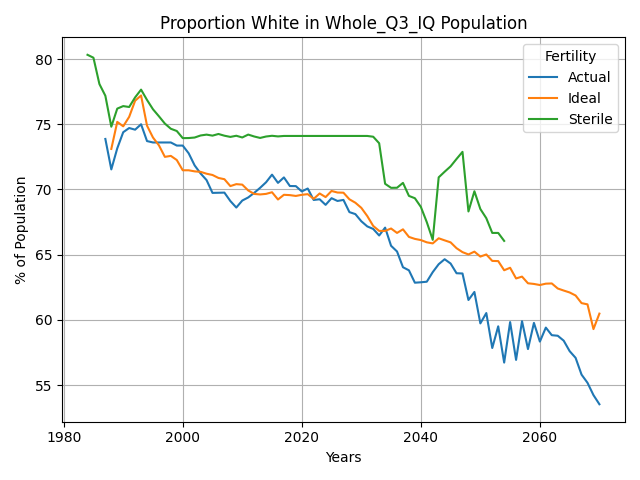 Proportion White in Whole_Q3_IQ Population
% of Population
80
75
70
65
60
55
Fertility
Actual
Ideal
Sterile
1980
2000
2020
2040
2060
Years